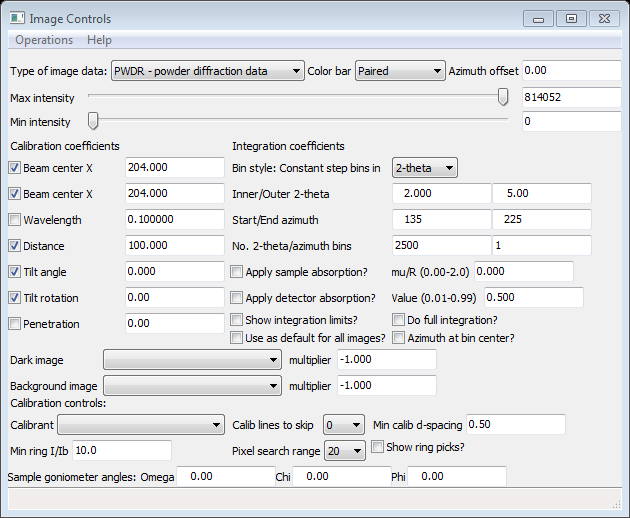 Image Controls
Operations Help
Type of image data: PWDR - powder diffraction data Color bar Paired Azimuth offset 0.00
Max intensity 814052
Min intensity 0
Calibration coefficients Integration coefficients
Beam center X 204.000 Bin style: Constant step bins in 2-theta
Beam center X 204.000 Inner/Outer 2-theta 2.000 5.00
Wavelength 0.100000 Start/End azimuth 135 225
Distance 100.000 No. 2-theta/azimuth bins 2500 1
Tilt angle 0.000 Apply sample absorption? mu/R (0.00-2.0) 0.000
Tilt rotation 0.00 Apply detector absorption? Value (0.01-0.99) 0.500
Penetration 0.00 Show integration limits? Do full integration?
Use as default for all images? Azimuth at bin center?
Dark image multiplier -1.000
Background image multiplier -1.000
Calibration controls:
Calibrant Calib lines to skip 0 Min calib d-spacing 0.50
Min ring I/Ib 10.0 Pixel search range 20 Show ring picks?
Sample goniometer angles: Omega 0.00 Chi 0.00 Phi 0.00